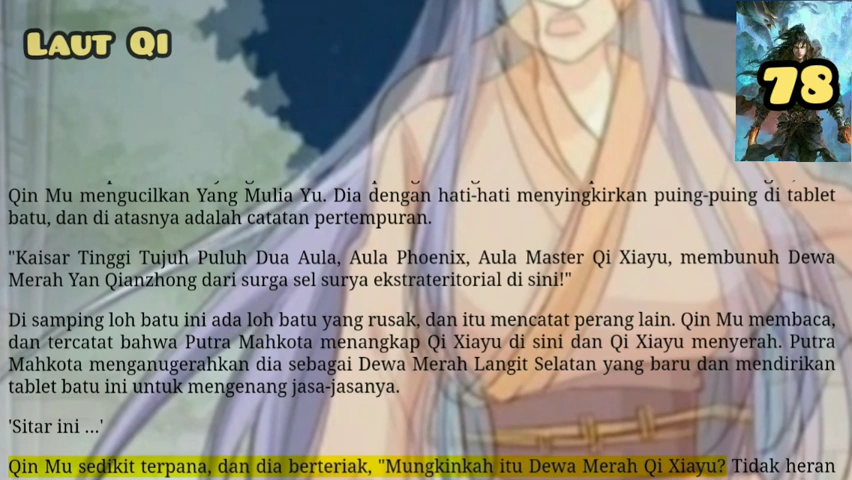 LAUT QI
78
Qin Mu mengucilkan Yang Mulia Yu. Dia dengan hati-hati menyingkirkan puing-puing di tablet
batu, dan di atasnya adalah catatan pertempuran.
"Kaisar Tinggi Tujuh Puluh Dua Aula, Aula Phoenix, Aula Master Qi Xiayu, membunuh Dewa
Merah Yan Qianzhong dari surga sel surya ekstrateritorial di sini!"
Di samping loh batu ini ada loh batu yang rusak, dan itu mencatat perang lain. Qin Mu membaca,
dan tercatat bahwa Putra Mahkota menangkap Qi Xiayu di sini dan Qi Xiayu menyerah. Putra
Mahkota menganugerahkan dia sebagai Dewa Merah Langit Selatan yang baru dan mendirikan
tablet batu ini untuk mengenang jasa-jasanya.
'Sitar ini ...'
Qin Mu sedikit terpana, dan dia berteriak, "Mungkinkah itu Dewa Merah Qi Xiayu? Tidak heran